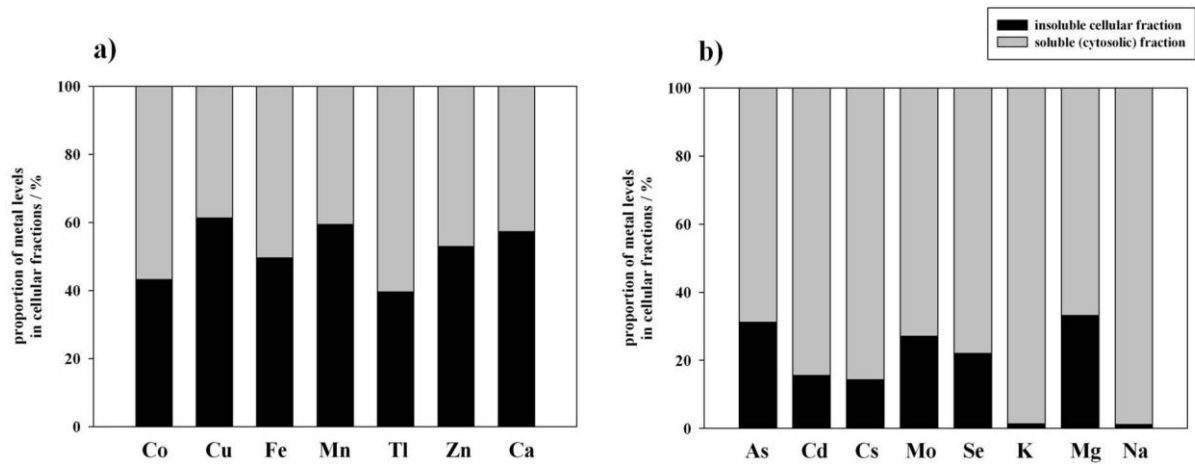 insoluble cellular fraction
soluble (cytosolic) fraction
a)
proportion of metal levels
in cellular fractions / %
100
80
60
40
20
0
Co Cu Fe Mn Tl Zn Ca
b)
proportion of metal levels
in cellular fractions / %
100
80
60
40
20
0
As Cd Cs Mo Se K Mg Na